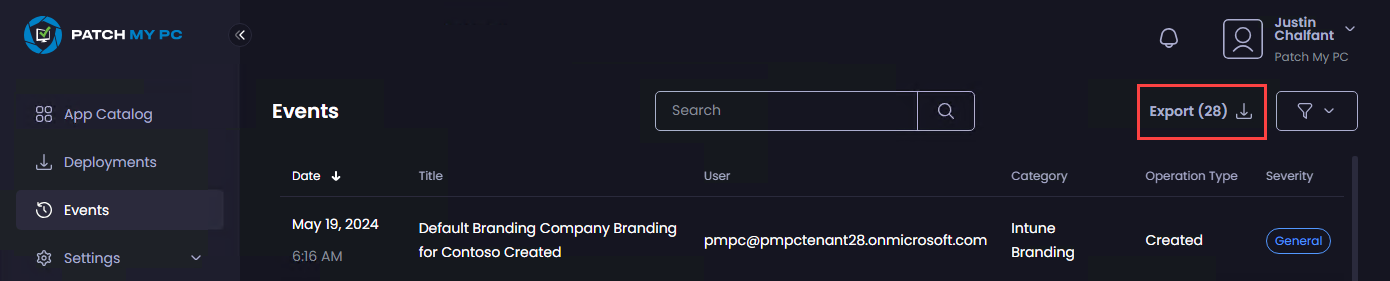 PATCH MY PC
App Catalog
Deployments
Events
Settings
Justin
Chalfant
Patch My PC
Events
Search
Export (28)
Date Title User Category Operation Type Severity
May 19, 2024
6:16 AM
Default Branding Company Branding
for Contoso Created
pmpc@pmpctenant28.onmicrosoft.com
Intune
Branding
Created
General